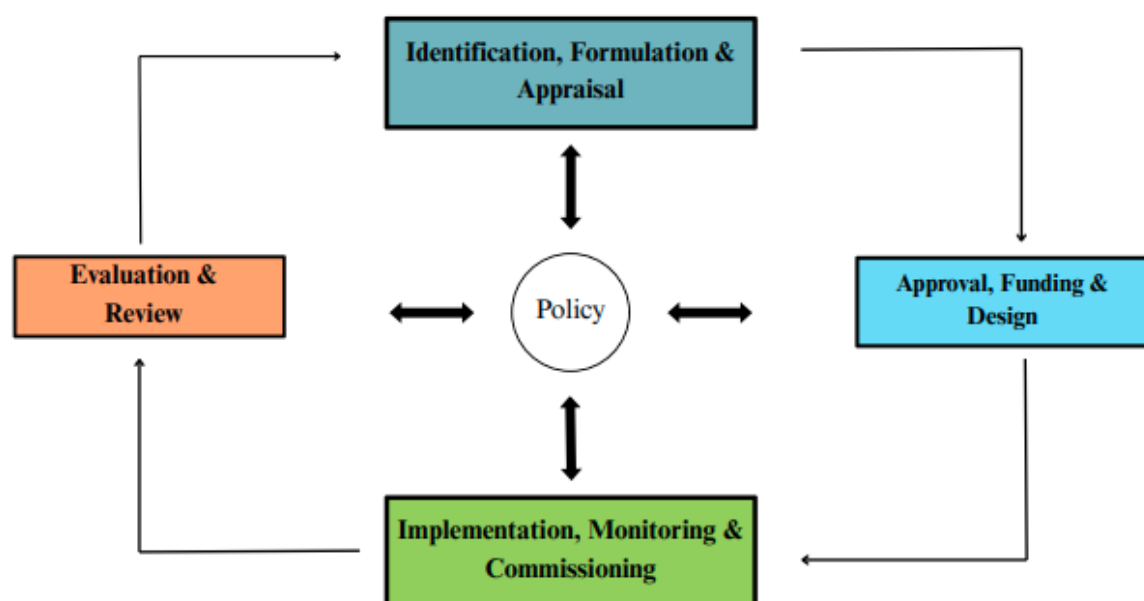 Identification, Formulation &
Appraisal
Evaluation &
Review
Policy
Approval, Funding &
Design
Implementation, Monitoring &
Commissioning